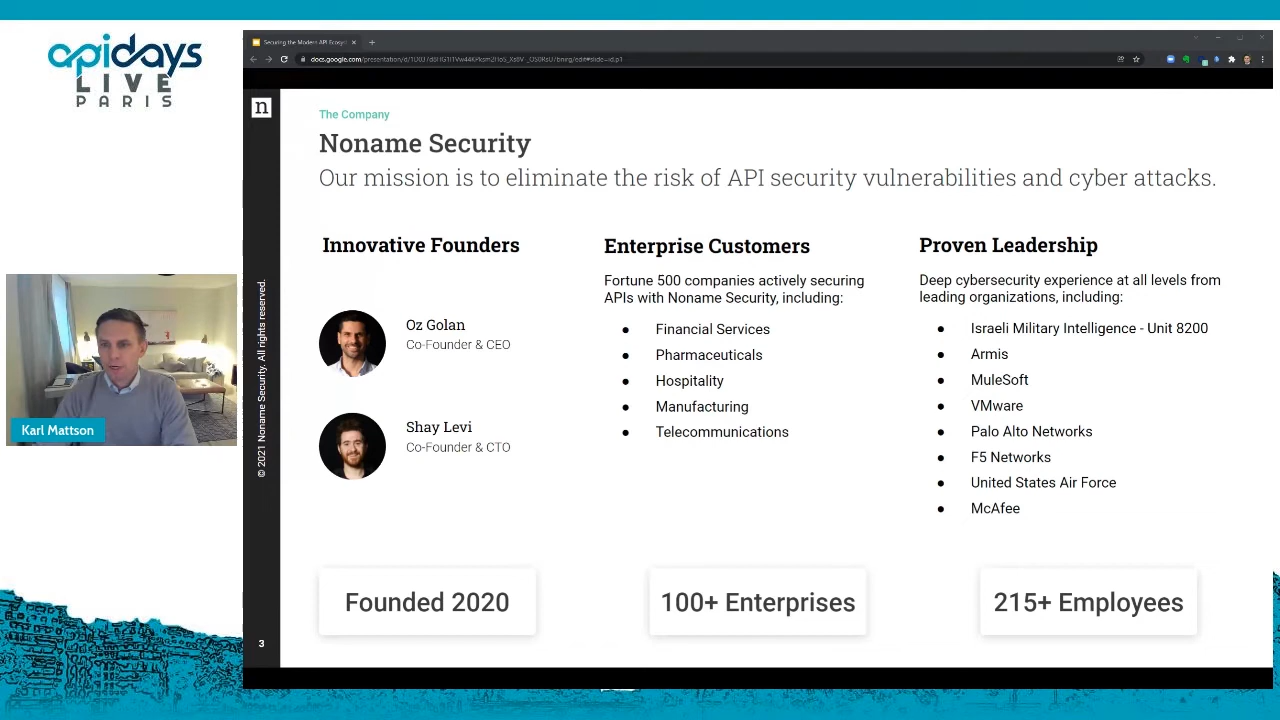 apidays
LIVE
PARIS
Securing the Modern API Ecosy
n
The Company
Noname Security
Our mission is to eliminate the risk of API security vulnerabilities and cyber attacks.
Innovative Founders
Oz Golan
Co-Founder & CEO
Shay Levi
Co-Founder & CTO
Enterprise Customers
Fortune 500 companies actively securing
APIs with Noname Security, including:
● Financial Services
● Pharmaceuticals
● Hospitality
● Manufacturing
● Telecommunications
Proven Leadership
Deep cybersecurity experience at all levels from
leading organizations, including:
● Israeli Military Intelligence - Unit 8200
● Armis
● MuleSoft
● VMware
● Palo Alto Networks
● F5 Networks
● United States Air Force
● McAfee
Founded 2020
100+ Enterprises
215+ Employees
© 2021 Noname Security. All rights reserved.
3
Karl Mattson